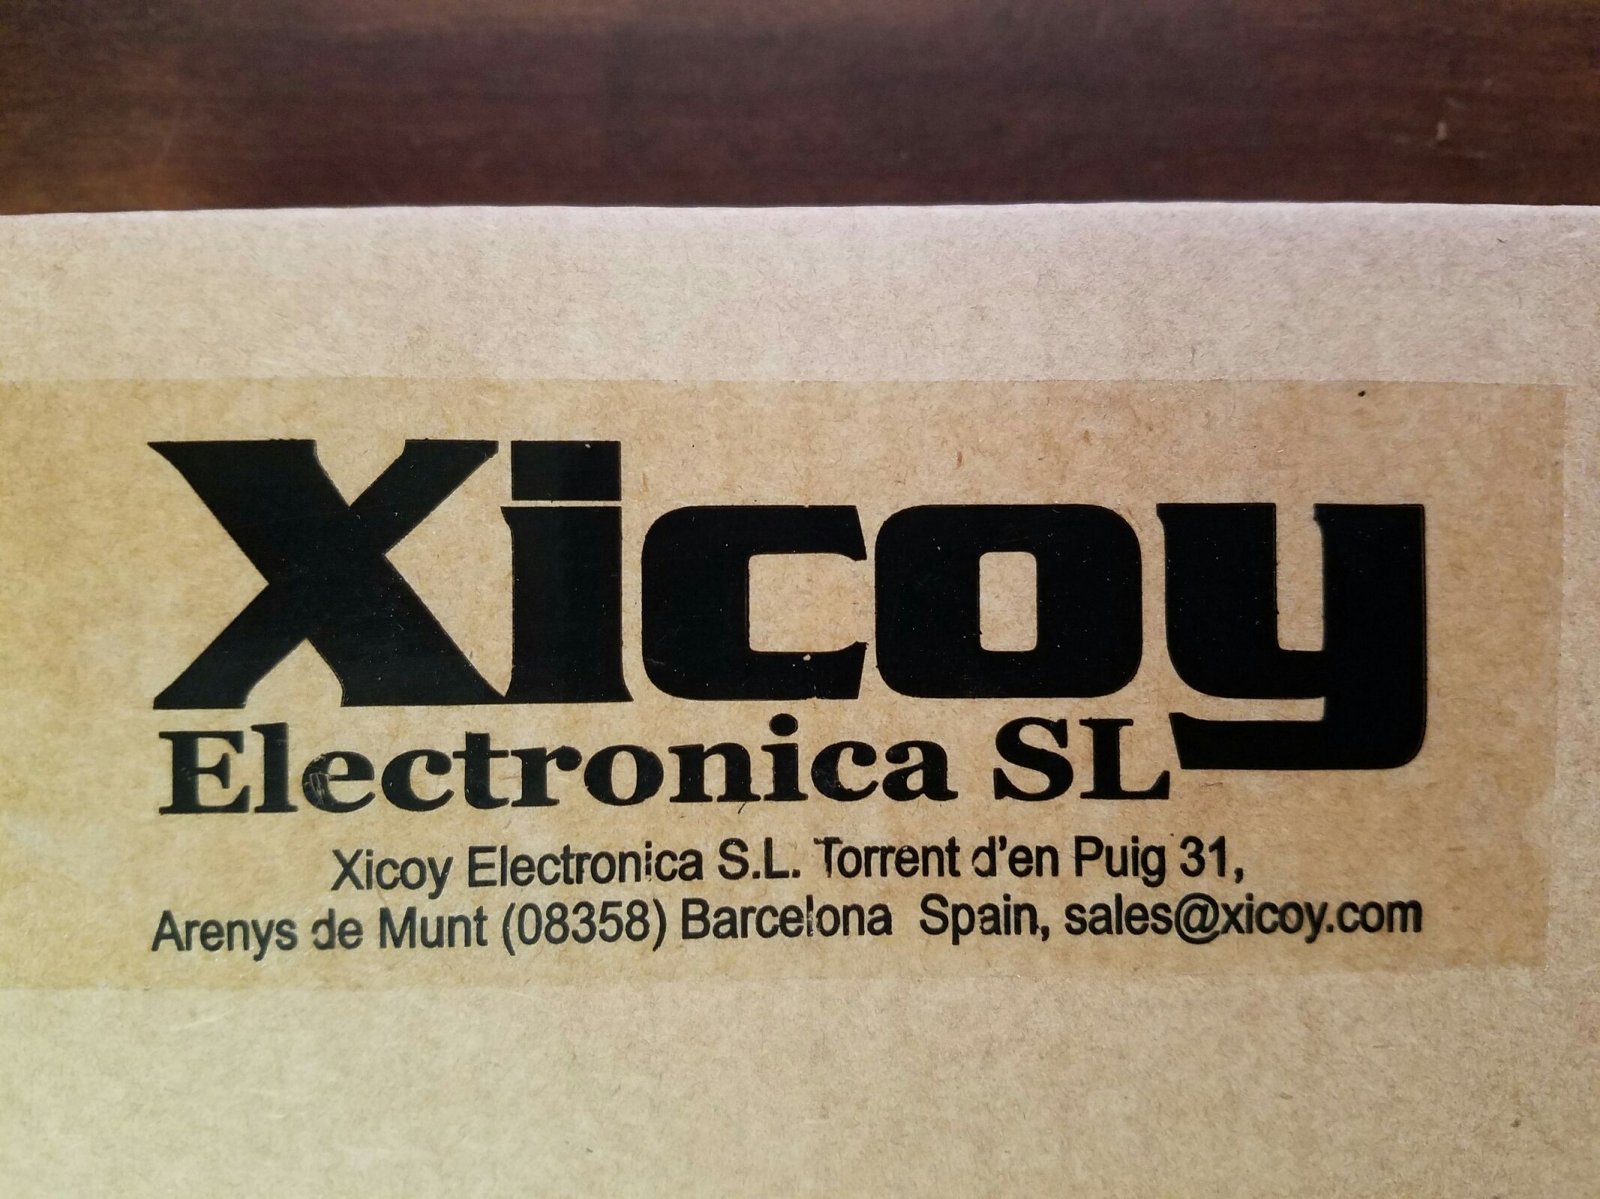 Xicoy
Electronica SL
Xicoy Electronica S.L. Torrent d'en Puig 31,
Arenys de Munt (08358) Barcelona Spain, sales@xicoy.com